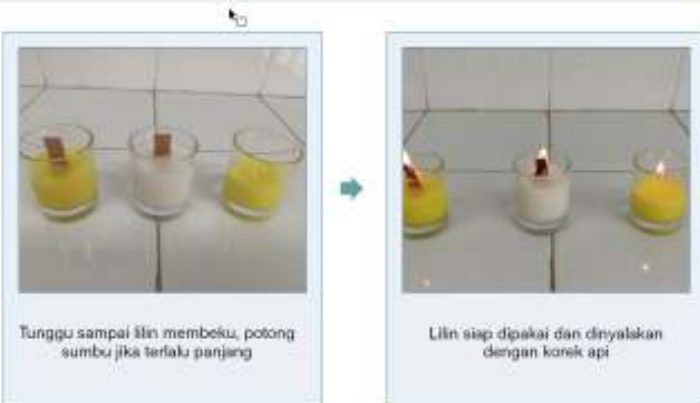 Tunggu sampai lilin membeku, potong
sumbu jika terlalu panjang
Lilin siap dipakai dan dinyalakan
dengan korek api